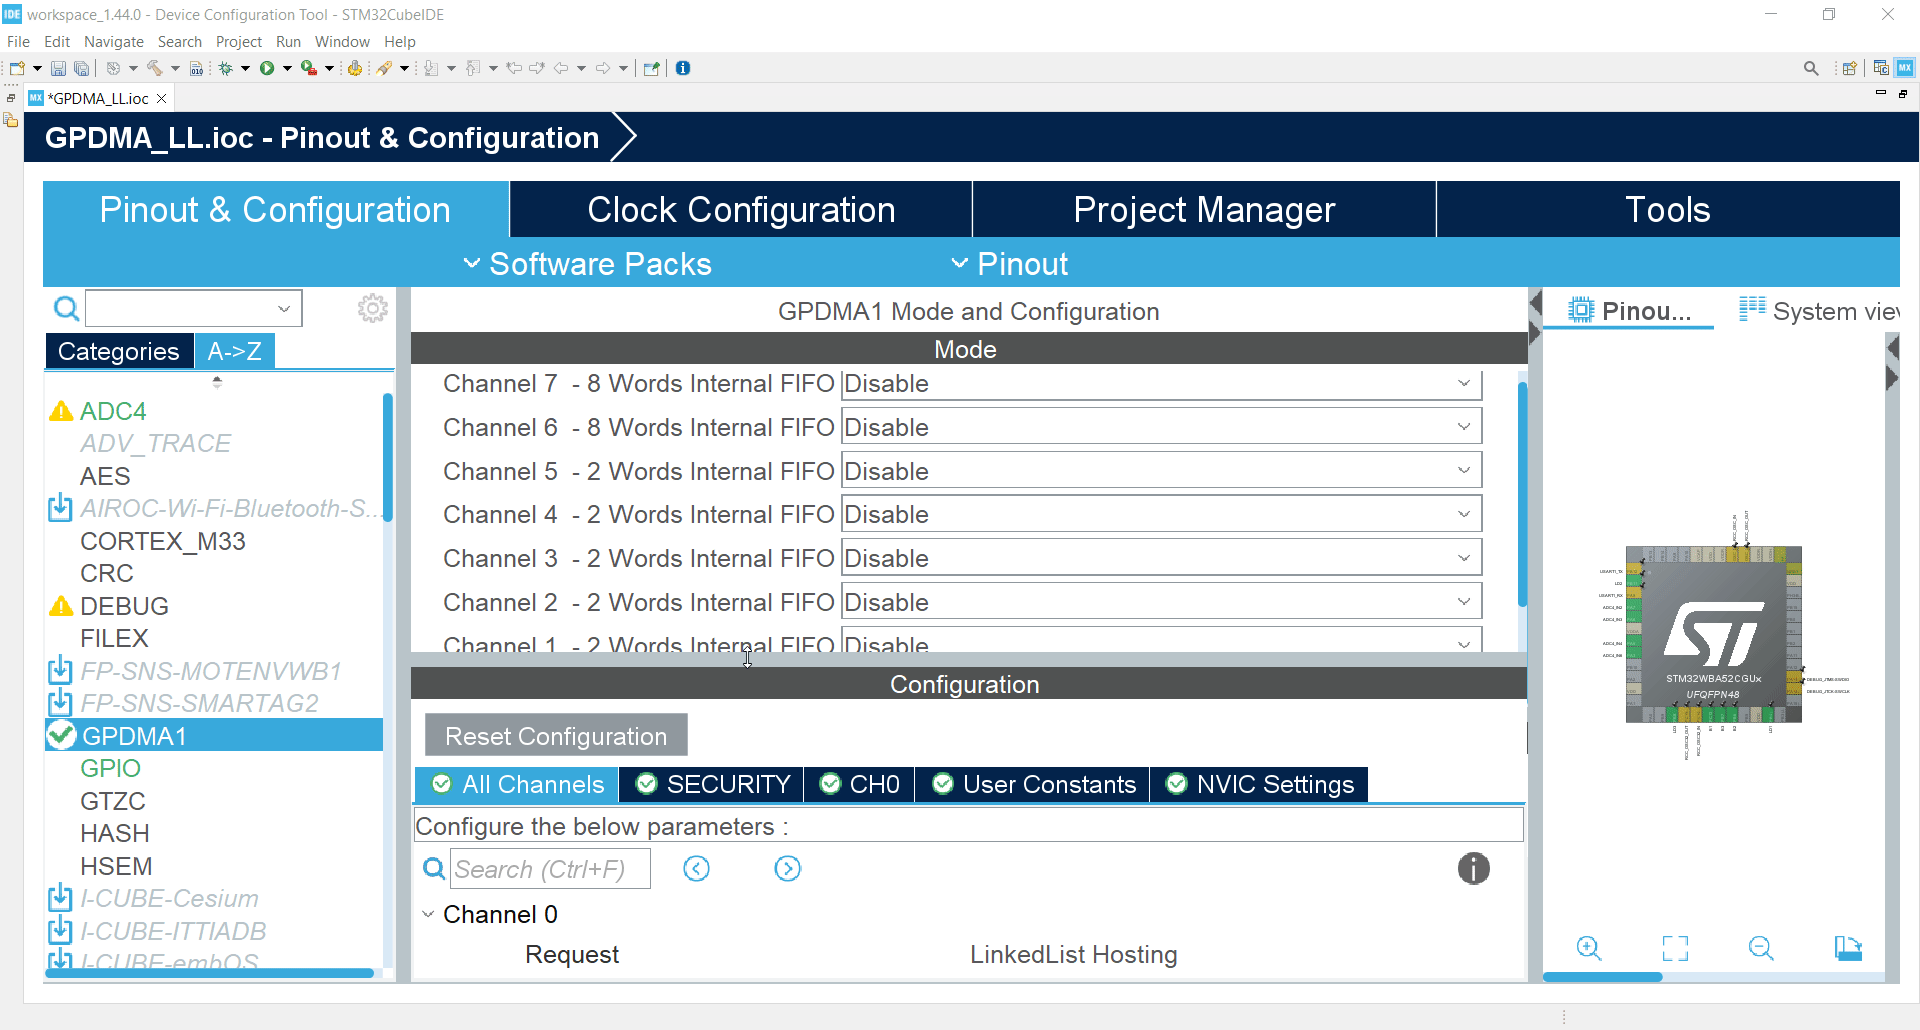 IDE workspace_1.44.0 - Device Configuration Tool - STM32CubeIDE
File Edit Navigate Search Project Run Window Help
010
MX
MX *GPDMA_LL.ioc
GPDMA_LL.ioc - Pinout & Configuration
Pinout & Configuration Clock Configuration Project Manager Tools
Software Packs Pinout
GPDMA1 Mode and Configuration
Pinou... System view
Categories A->Z
Mode
ADC4
ADV_TRACE
AES
AIROC-Wi-Fi-Bluetooth-S...
CORTEX_M33
CRC
DEBUG
FILEX
FP-SNS-MOTENVWB1
FP-SNS-SMARTAG2
GPDMA1
GPIO
GTZC
HASH
HSEM
I-CUBE-Cesium
I-CUBE-ITTIADB
I-CUBE-embOS
Channel 7 - 8 Words Internal FIFO Disable
Channel 6 - 8 Words Internal FIFO Disable
Channel 5 - 2 Words Internal FIFO Disable
Channel 4 - 2 Words Internal FIFO Disable
Channel 3 - 2 Words Internal FIFO Disable
Channel 2 - 2 Words Internal FIFO Disable
Channel 1 - 2 Words Internal FIFO Disable
Configuration
Reset Configuration
All Channels SECURITY CH0 User Constants NVIC Settings
Configure the below parameters :
Search (Ctrl+F)
i
Channel 0
Request LinkedList Hosting
ST
STM32WBA52CGUx
UFQFPN48